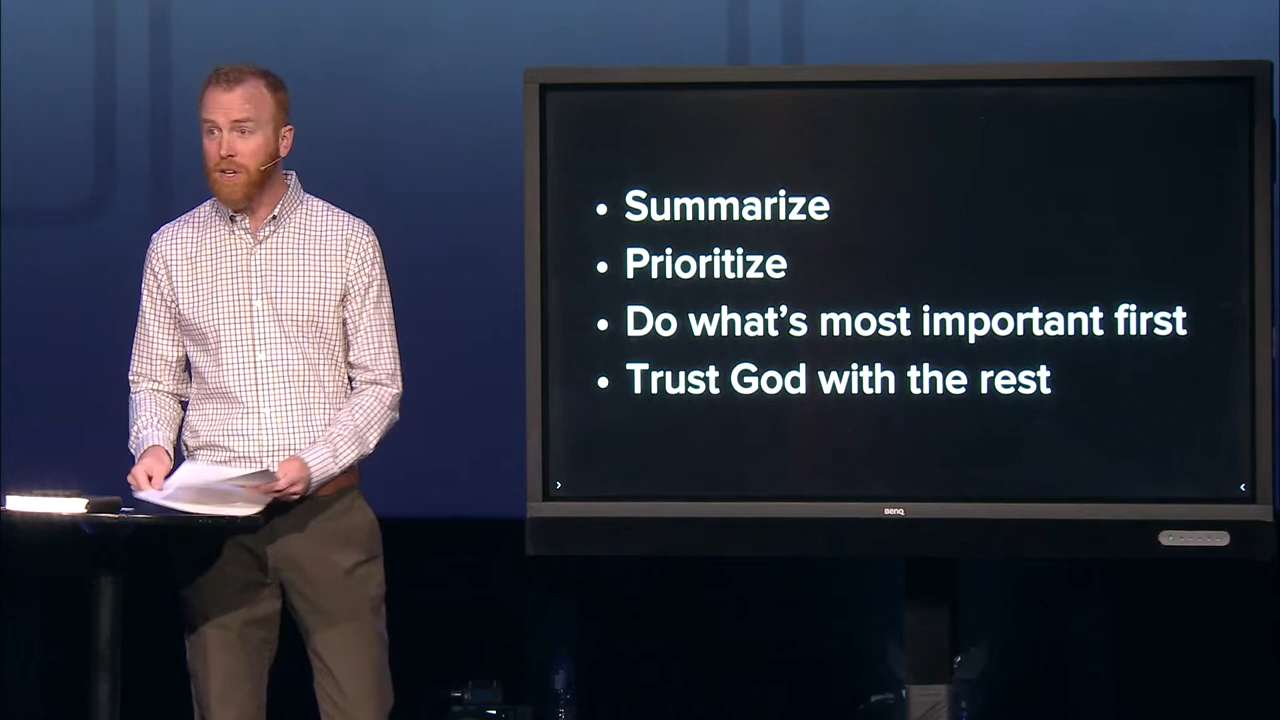 • Summarize
• Prioritize
• Do what's most important first
• Trust God with the rest
BenQ